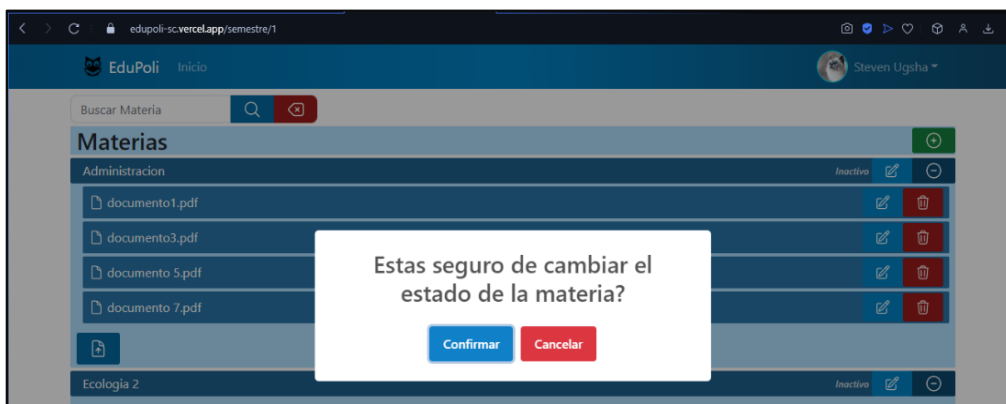 edupoli-sc.vercel.app/semestre/1
EduPoli Inicio Steven Ugsha
Buscar Materia
Materias
Administracion Inactivo
documento1.pdf
documento3.pdf
documento 5.pdf
documento 7.pdf
Estas seguro de cambiar el
estado de la materia?
Confirmar Cancelar
Ecologia 2 Inactivo